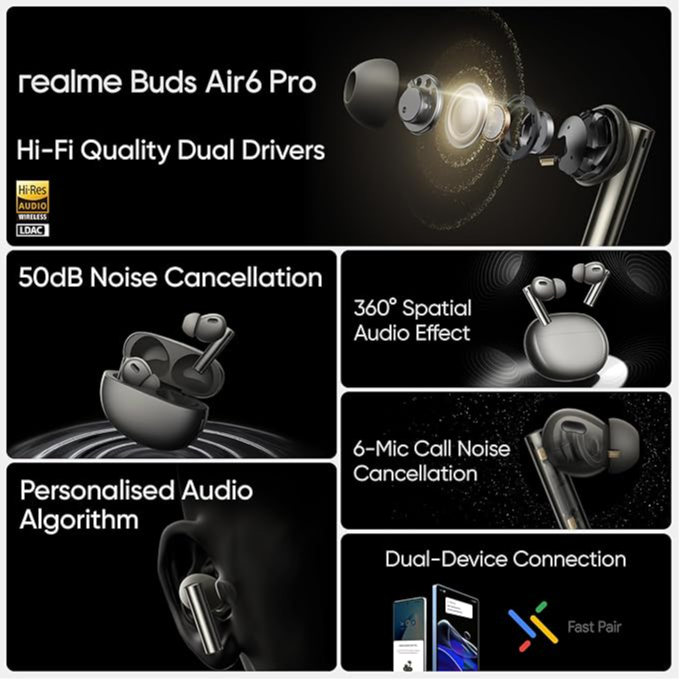 realme Buds Air6 Pro
Hi-Fi Quality Dual Drivers
Hi-Res
AUDIO
WIRELESS
LDAC
50dB Noise Cancellation
360° Spatial
Audio Effect
6-Mic Call Noise
Cancellation
Personalised Audio
Algorithm
Dual-Device Connection
Fast Pair